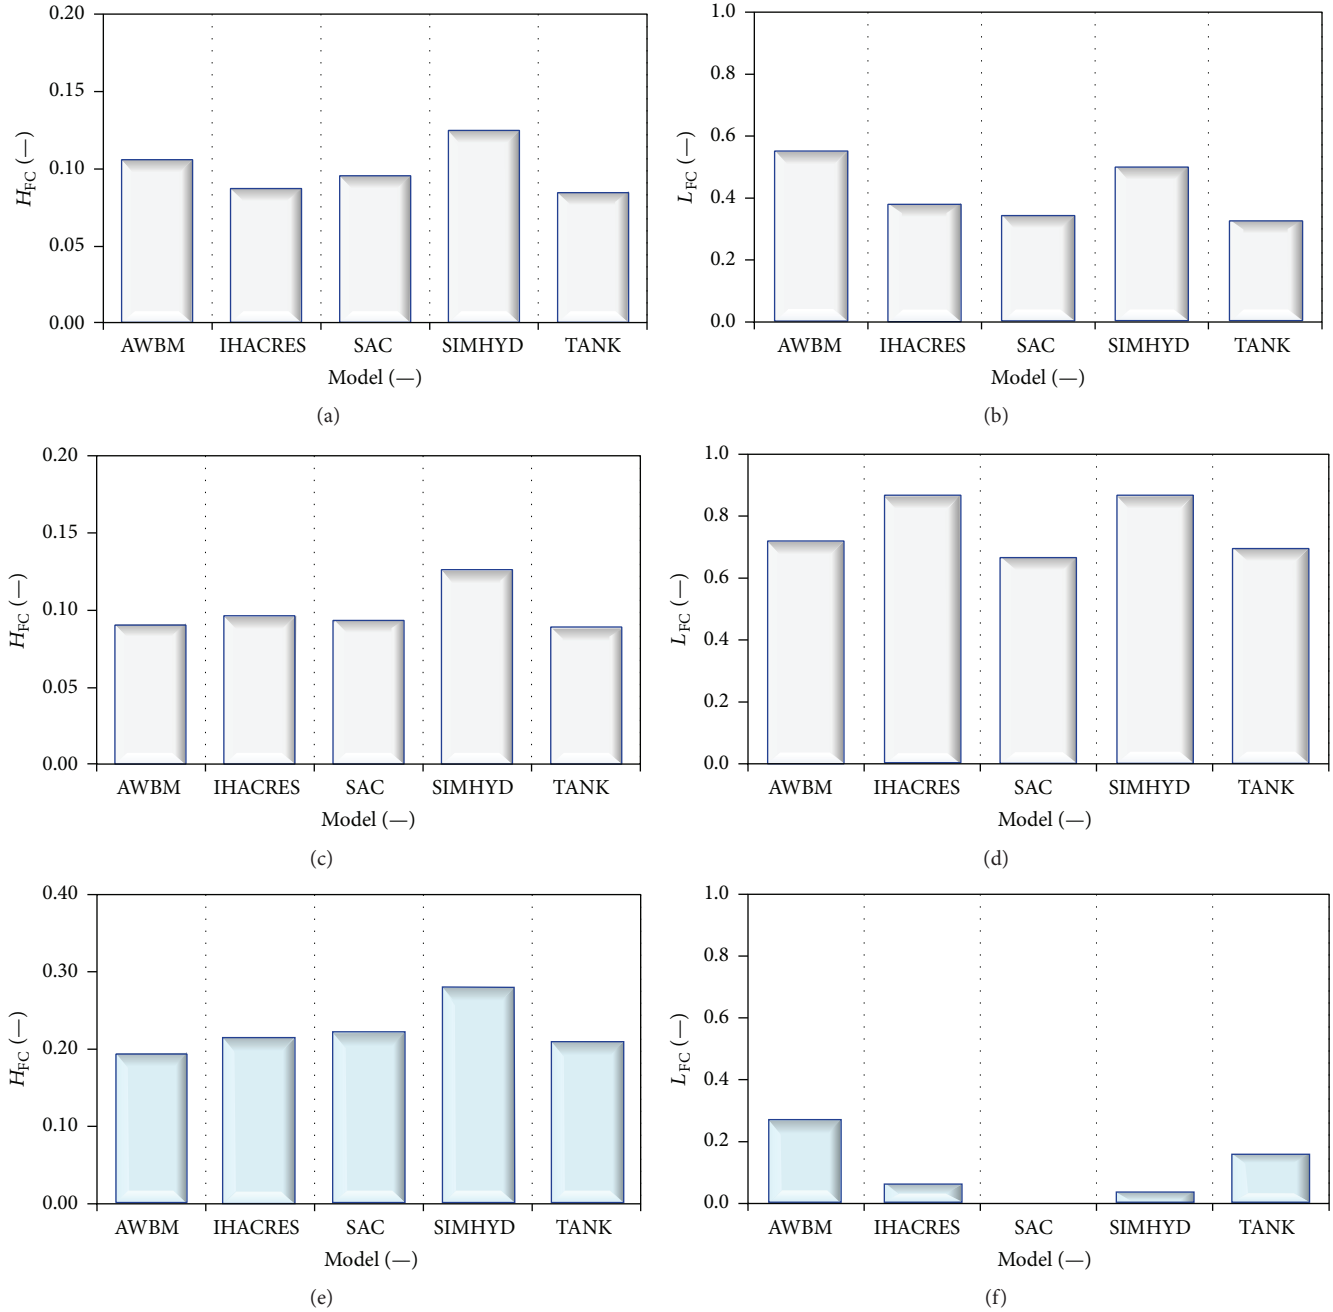 0.20
0.15
0.10
0.05
0.00
H_FC (—)
AWBM IHACRES SAC SIMHYD TANK
Model (—)
(a)
1.0
0.8
0.6
0.4
0.2
0.0
L_FC (—)
AWBM IHACRES SAC SIMHYD TANK
Model (—)
(b)
0.20
0.15
0.10
0.05
0.00
H_FC (—)
AWBM IHACRES SAC SIMHYD TANK
Model (—)
(c)
1.0
0.8
0.6
0.4
0.2
0.0
L_FC (—)
AWBM IHACRES SAC SIMHYD TANK
Model (—)
(d)
0.40
0.30
0.20
0.10
0.00
H_FC (—)
AWBM IHACRES SAC SIMHYD TANK
Model (—)
(e)
1.0
0.8
0.6
0.4
0.2
0.0
L_FC (—)
AWBM IHACRES SAC SIMHYD TANK
Model (—)
(f)